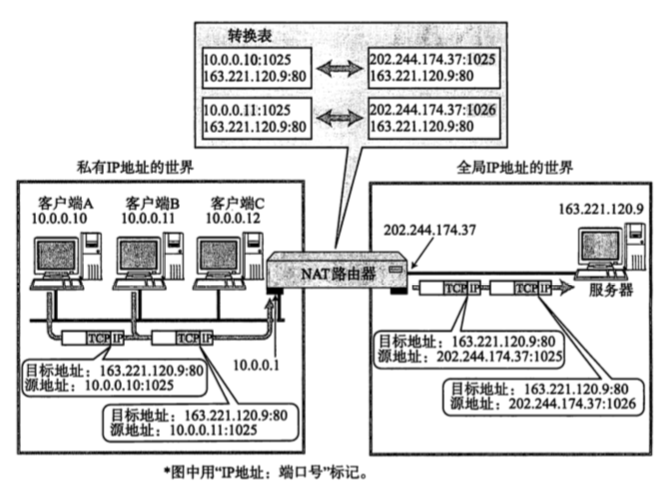 转换表
10.0.0.10:1025
163.221.120.9:80
202.244.174.37:1025
163.221.120.9:80
10.0.0.11:1025
163.221.120.9:80
202.244.174.37:1026
163.221.120.9:80
私有IP地址的世界
全局IP地址的世界
客户端A
10.0.0.10
客户端B
10.0.0.11
客户端C
10.0.0.12
163.221.120.9
202.244.174.37
NAT路由器
服务器
TCP IP
TCP IP
TCP IP
TCP IP
10.0.0.1
目标地址：163.221.120.9:80
源地址：10.0.0.10:1025
目标地址：163.221.120.9:80
源地址：10.0.0.11:1025
目标地址：163.221.120.9:80
源地址：202.244.174.37:1025
目标地址：163.221.120.9:80
源地址：202.244.174.37:1026
*图中用“IP地址：端口号”标记。